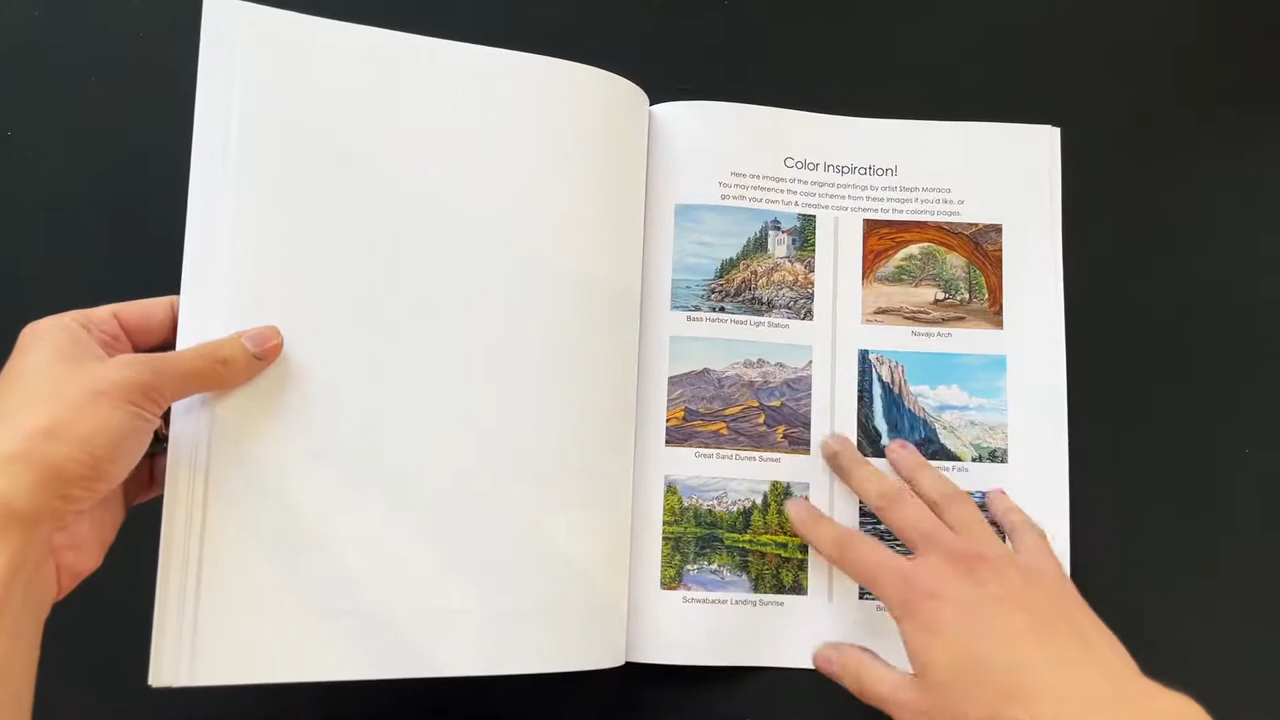 Color Inspiration!
Here are images of the original paintings by artist Steph Moraca.
You may reference the color scheme from these images if you'd like, or
go with your own fun & creative color scheme for the coloring pages.
Bass Harbor Head Light Station
Navajo Arch
Great Sand Dunes Sunset
Falls
Schwabacker Landing Sunrise